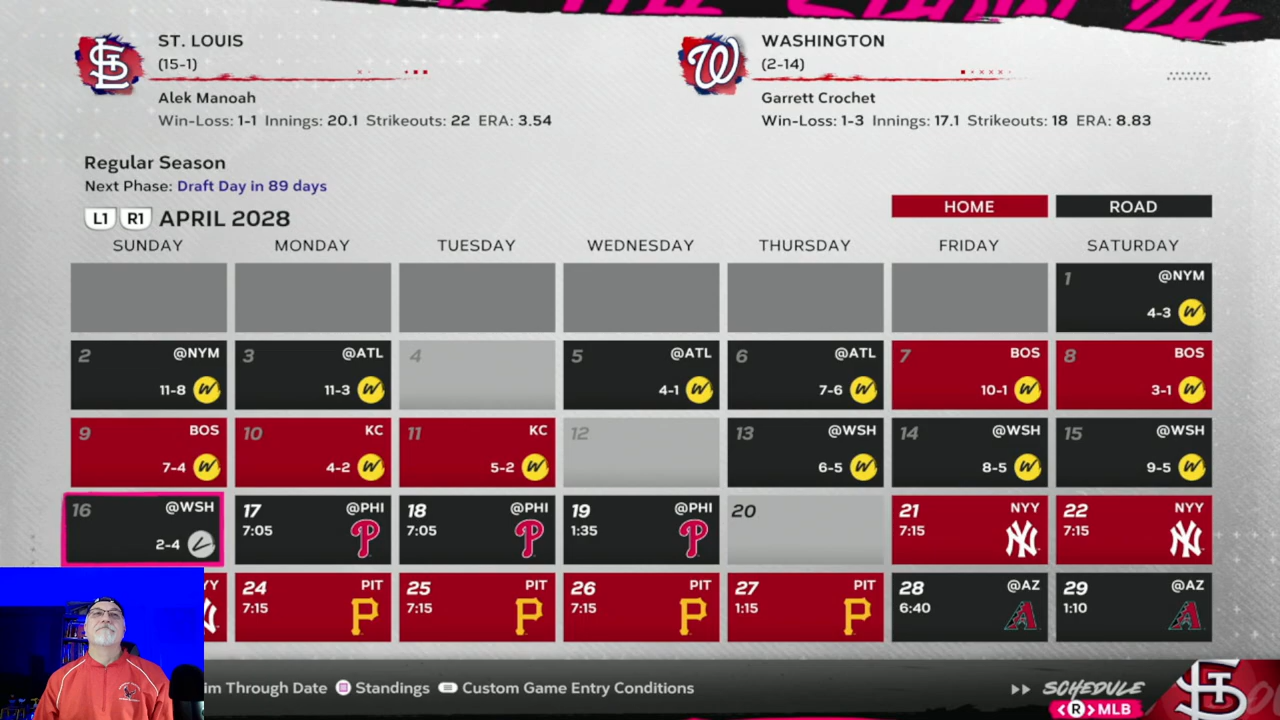 ST. LOUIS
(15-1)
Alek Manoah
Win-Loss: 1-1 Innings: 20.1 Strikeouts: 22 ERA: 3.54
WASHINGTON
(2-14)
Garrett Crochet
Win-Loss: 1-3 Innings: 17.1 Strikeouts: 18 ERA: 8.83
Regular Season
Next Phase: Draft Day in 89 days
L1 R1 APRIL 2028
HOME ROAD
SUNDAY MONDAY TUESDAY WEDNESDAY THURSDAY FRIDAY SATURDAY
1 @NYM
4-3 W
2 @NYM 3 @ATL 4 5 @ATL 6 @ATL 7 BOS 8 BOS
11-8 W 11-3 W 4-1 W 7-6 W 10-1 W 3-1 W
9 BOS 10 KC 11 KC 12 13 @WSH 14 @WSH 15 @WSH
7-4 W 4-2 W 5-2 W 6-5 W 8-5 W 9-5 W
16 @WSH 17 @PHI 18 @PHI 19 @PHI 20 21 NYY 22 NYY
2-4 L 7:05 P 7:05 P 1:35 P 7:15 NY 7:15 NY
24 PIT 25 PIT 26 PIT 27 PIT 28 @AZ 29 @AZ
7:15 P 7:15 P 7:15 P 1:15 P 6:40 A 1:10 A
Through Date Standings Custom Game Entry Conditions
SCHEDULE
R MLB